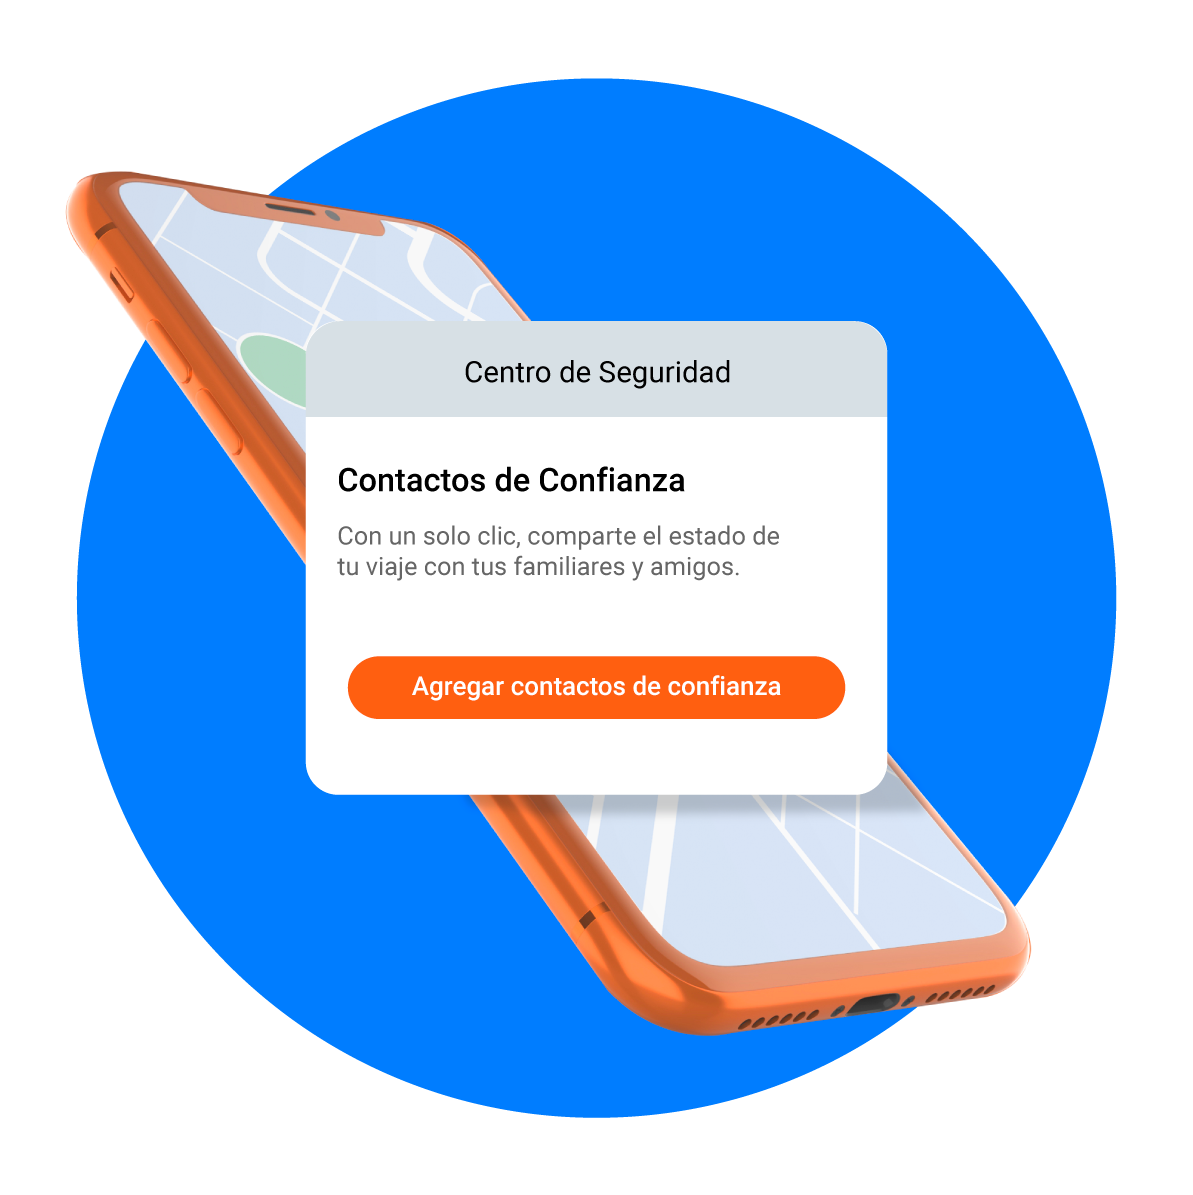 Centro de Seguridad
Contactos de Confianza
Con un solo clic, comparte el estado de
tu viaje con tus familiares y amigos.
Agregar contactos de confianza